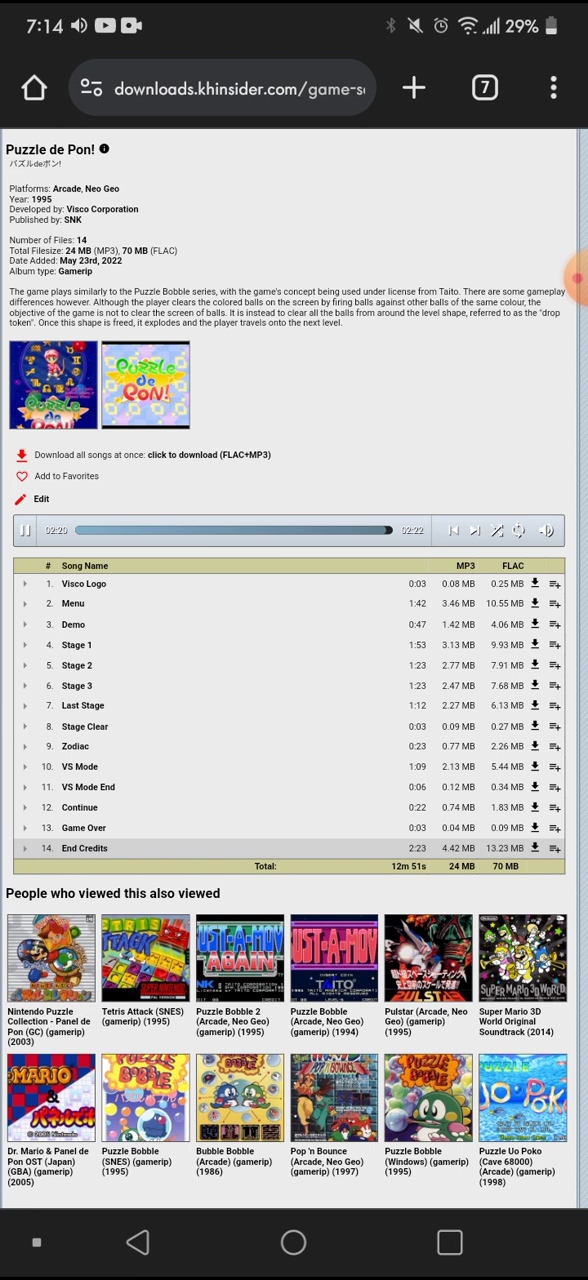 7:14
29%
downloads.khinsider.com/game-s
7
Puzzle de Pon!
パズルdeポン!
Platforms: Arcade, Neo Geo
Year: 1995
Developed by: Visco Corporation
Published by: SNK
Number of Files: 14
Total Filesize: 24 MB (MP3), 70 MB (FLAC)
Date Added: May 23rd, 2022
Album type: Gamerip
The game plays similarly to the Puzzle Bobble series, with the game's concept being used under license from Taito. There are some gameplay
differences however. Although the player clears the colored balls on the screen by firing balls against other balls of the same colour, the
objective of the game is not to clear the screen of balls. It is instead to clear all the balls from around the level shape, referred to as the "drop
token". Once this shape is freed, it explodes and the player travels onto the next level.
PUZZLE de PON!
PUZZLE de PON!
Download all songs at once: click to download (FLAC+MP3)
Add to Favorites
Edit
02:20 02:22
# Song Name MP3 FLAC
1. Visco Logo 0:03 0.08 MB 0.25 MB
2. Menu 1:42 3.46 MB 10.55 MB
3. Demo 0:47 1.42 MB 4.06 MB
4. Stage 1 1:53 3.13 MB 9.93 MB
5. Stage 2 1:23 2.77 MB 7.91 MB
6. Stage 3 1:23 2.47 MB 7.68 MB
7. Last Stage 1:12 2.27 MB 6.13 MB
8. Stage Clear 0:03 0.09 MB 0.27 MB
9. Zodiac 0:23 0.77 MB 2.26 MB
10. VS Mode 1:09 2.13 MB 5.44 MB
11. VS Mode End 0:06 0.12 MB 0.34 MB
12. Continue 0:22 0.74 MB 1.83 MB
13. Game Over 0:03 0.04 MB 0.09 MB
14. End Credits 2:23 4.42 MB 13.23 MB
Total: 12m 51s 24 MB 70 MB
People who viewed this also viewed
Nintendo Puzzle
Collection - Panel de
Pon (GC) (gamerip)
(2003)
Tetris Attack (SNES)
(gamerip) (1995)
Puzzle Bobble 2
(Arcade, Neo Geo)
(gamerip) (1995)
Puzzle Bobble
(Arcade, Neo Geo)
(gamerip) (1994)
Pulstar (Arcade, Neo
Geo) (gamerip)
(1995)
Super Mario 3D
World Original
Soundtrack (2014)
Dr. Mario & Panel de
Pon OST (Japan)
(GBA) (gamerip)
(2005)
Puzzle Bobble
(SNES) (gamerip)
(1995)
Bubble Bobble
(Arcade) (gamerip)
(1986)
Pop 'n Bounce
(Arcade, Neo Geo)
(gamerip) (1997)
Puzzle Bobble
(Windows) (gamerip)
(1995)
Puzzle Uo Poko
(Cave 68000)
(Arcade) (gamerip)
(1998)